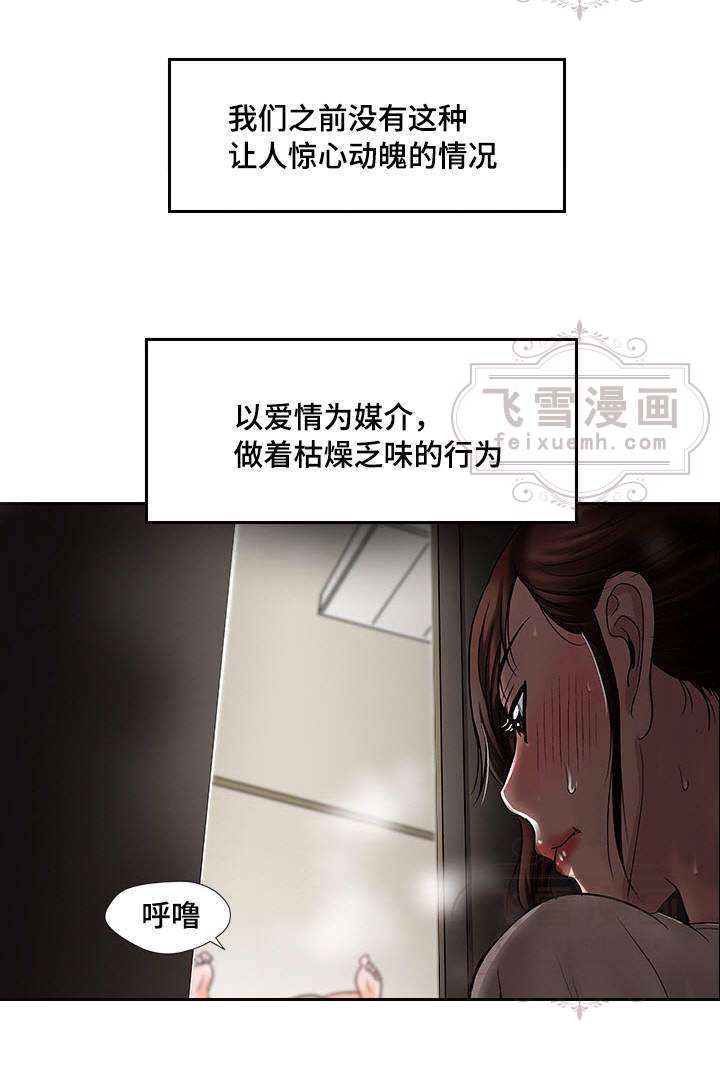 我们之前没有这种
让人惊心动魄的情况
飞雪漫画
feixuemh.com
以爱情为媒介，
做着枯燥乏味的行为
呼噜